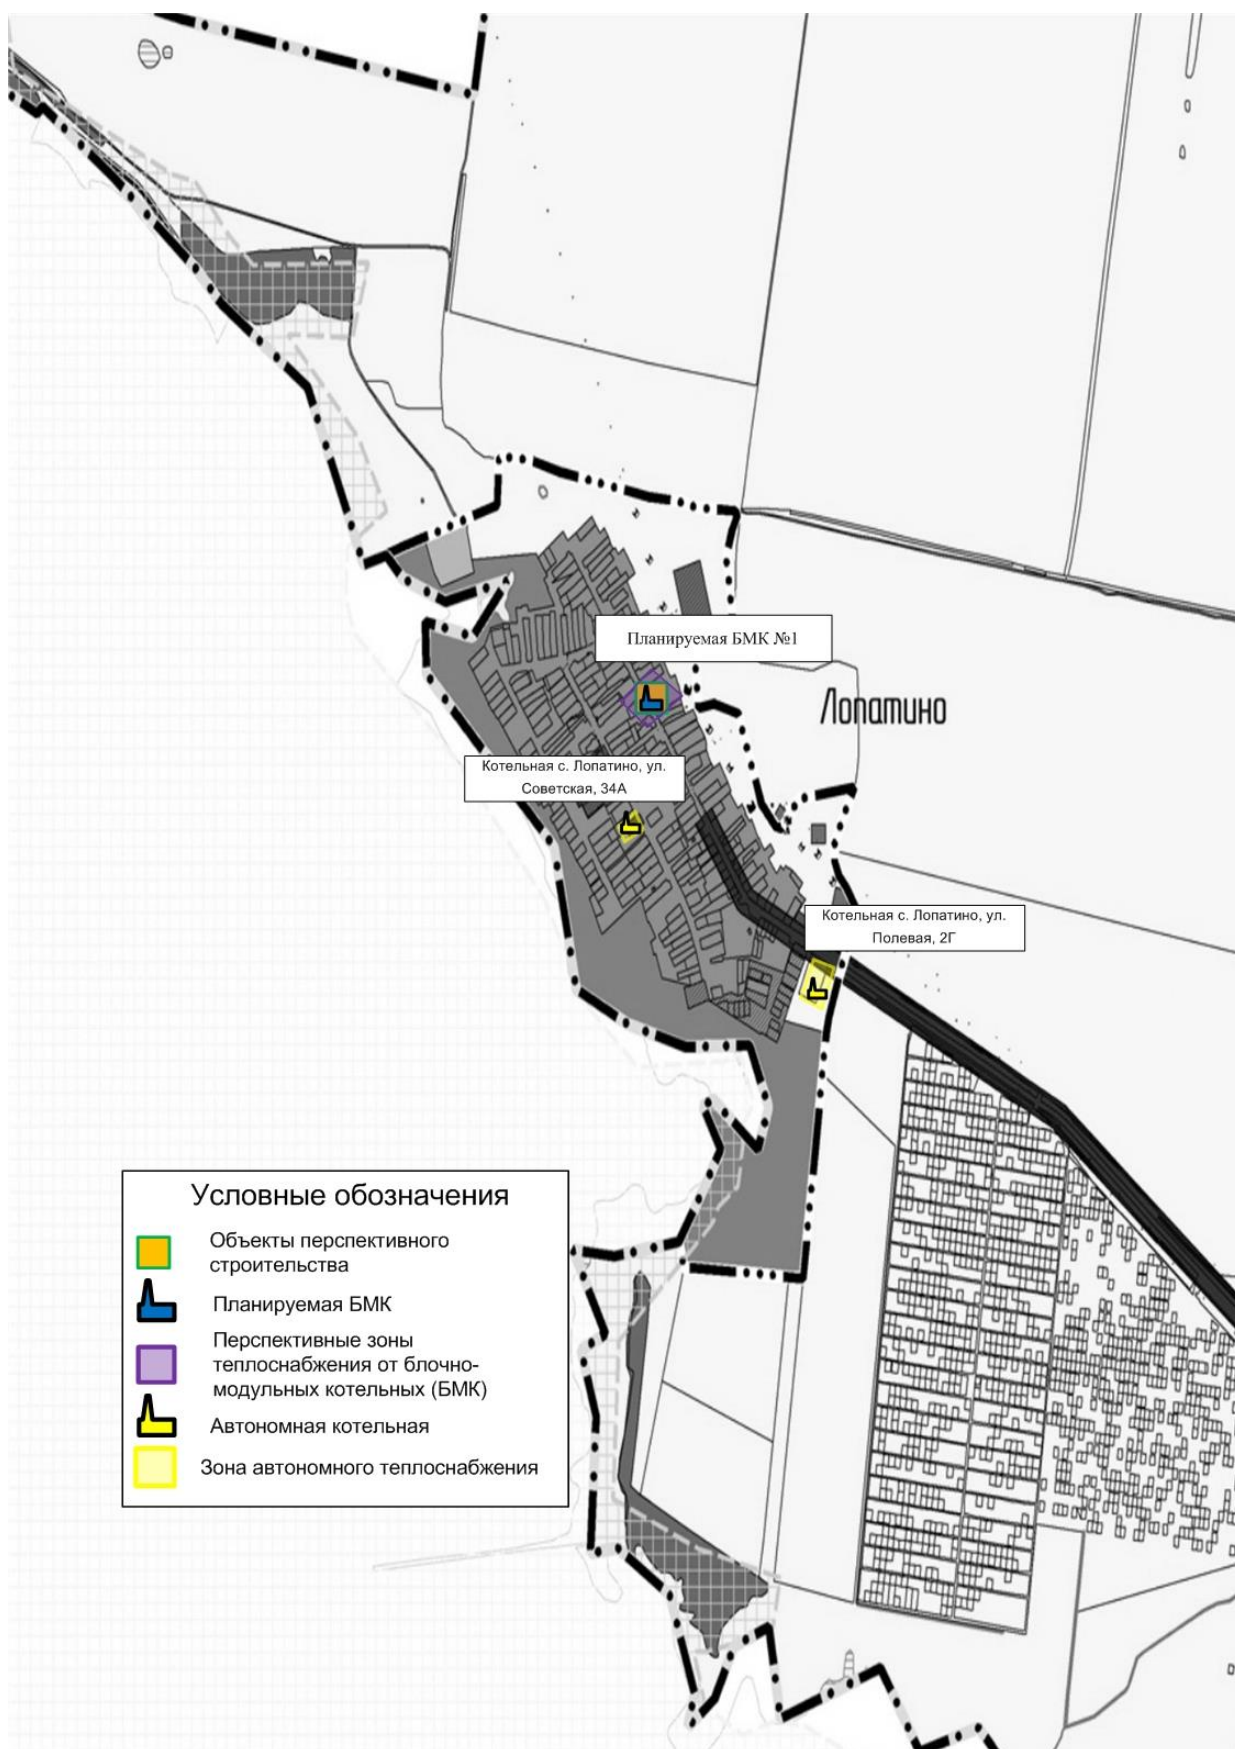 Планируемая БМК №1
Лопатино
Котельная с. Лопатино, ул.
Советская, 34А
Котельная с. Лопатино, ул.
Полевая, 2Г
Условные обозначения
Объекты перспективного
строительства
Планируемая БМК
Перспективные зоны
теплоснабжения от блочно-
модульных котельных (БМК)
Автономная котельная
Зона автономного теплоснабжения